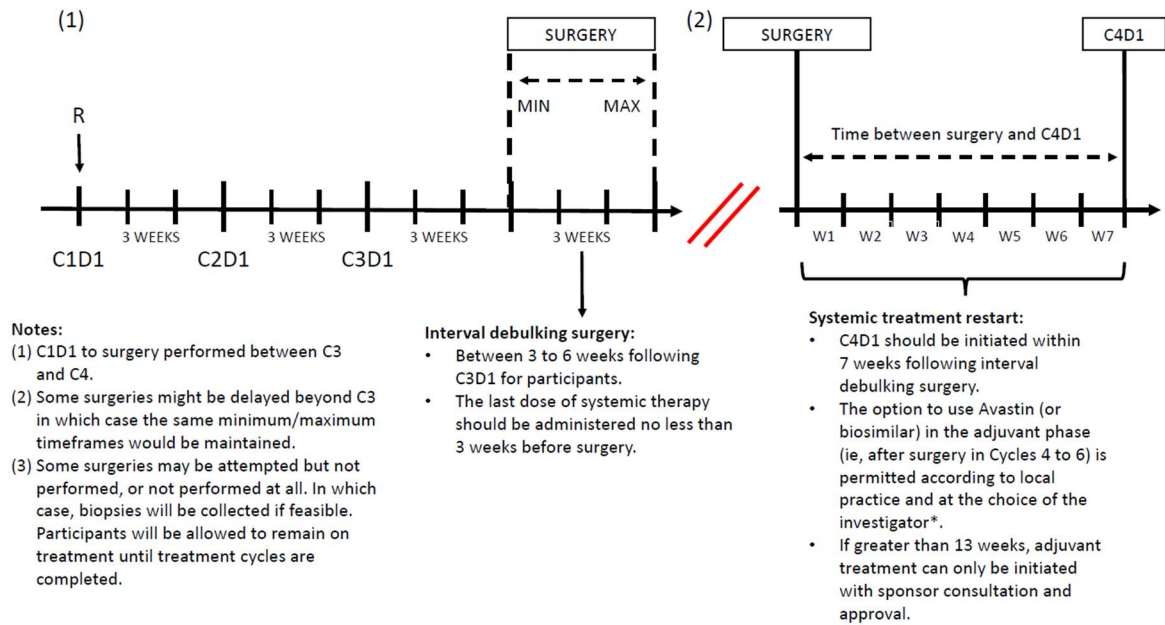 (1)
SURGERY
MIN MAX
R
3 WEEKS 3 WEEKS 3 WEEKS 3 WEEKS
C1D1 C2D1 C3D1
(2)
SURGERY C4D1
Time between surgery and C4D1
W1 W2 W3 W4 W5 W6 W7
Notes:
(1) C1D1 to surgery performed between C3
and C4.
(2) Some surgeries might be delayed beyond C3
in which case the same minimum/maximum
timeframes would be maintained.
(3) Some surgeries may be attempted but not
performed, or not performed at all. In which
case, biopsies will be collected if feasible.
Participants will be allowed to remain on
treatment until treatment cycles are
completed.
Interval debulking surgery:
• Between 3 to 6 weeks following
C3D1 for participants.
• The last dose of systemic therapy
should be administered no less than
3 weeks before surgery.
Systemic treatment restart:
• C4D1 should be initiated within
7 weeks following interval
debulking surgery.
• The option to use Avastin (or
biosimilar) in the adjuvant phase
(ie, after surgery in Cycles 4 to 6) is
permitted according to local
practice and at the choice of the
investigator*.
• If greater than 13 weeks, adjuvant
treatment can only be initiated
with sponsor consultation and
approval.